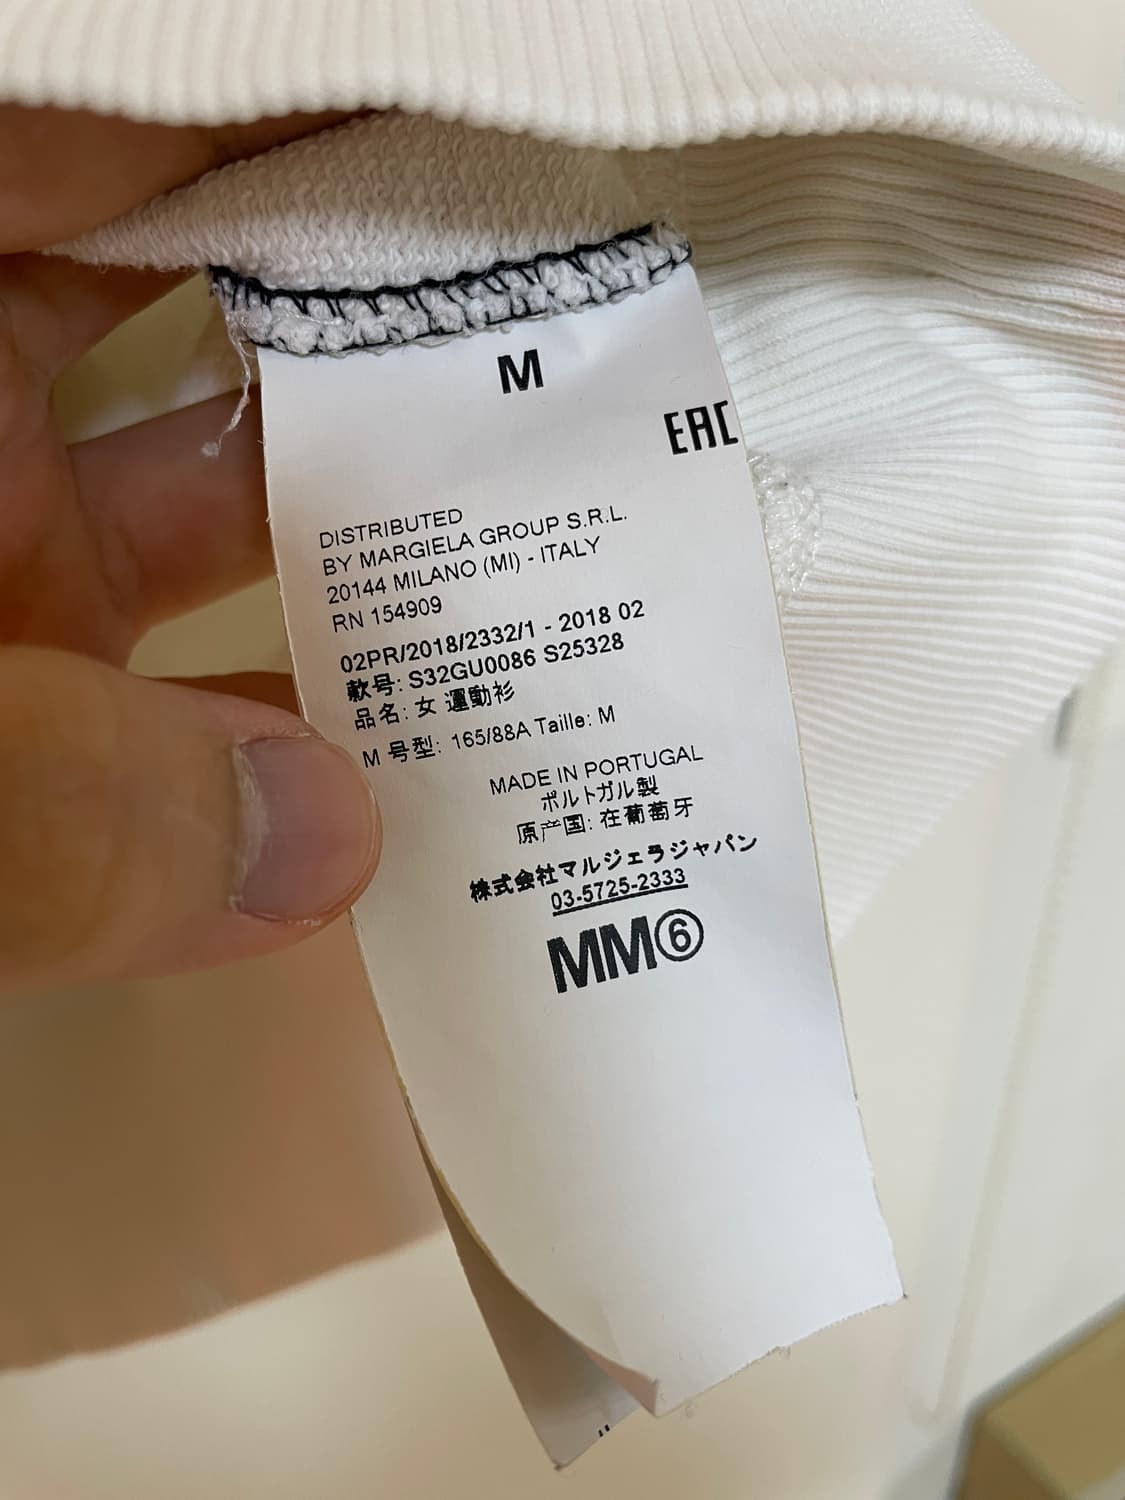 M
EAC
DISTRIBUTED
BY MARGIELA GROUP S.R.L.
20144 MILANO (MI) - ITALY
RN 154909
02PR/2018/2332/1 - 2018 02
款号: S32GU0086 S25328
品名: 女 運動衫
M 号型: 165/88A Taille: M
MADE IN PORTUGAL
ポルトガル製
原产国: 在葡萄牙
株式会社マルジェラジャパン
03-5725-2333
MM⑥